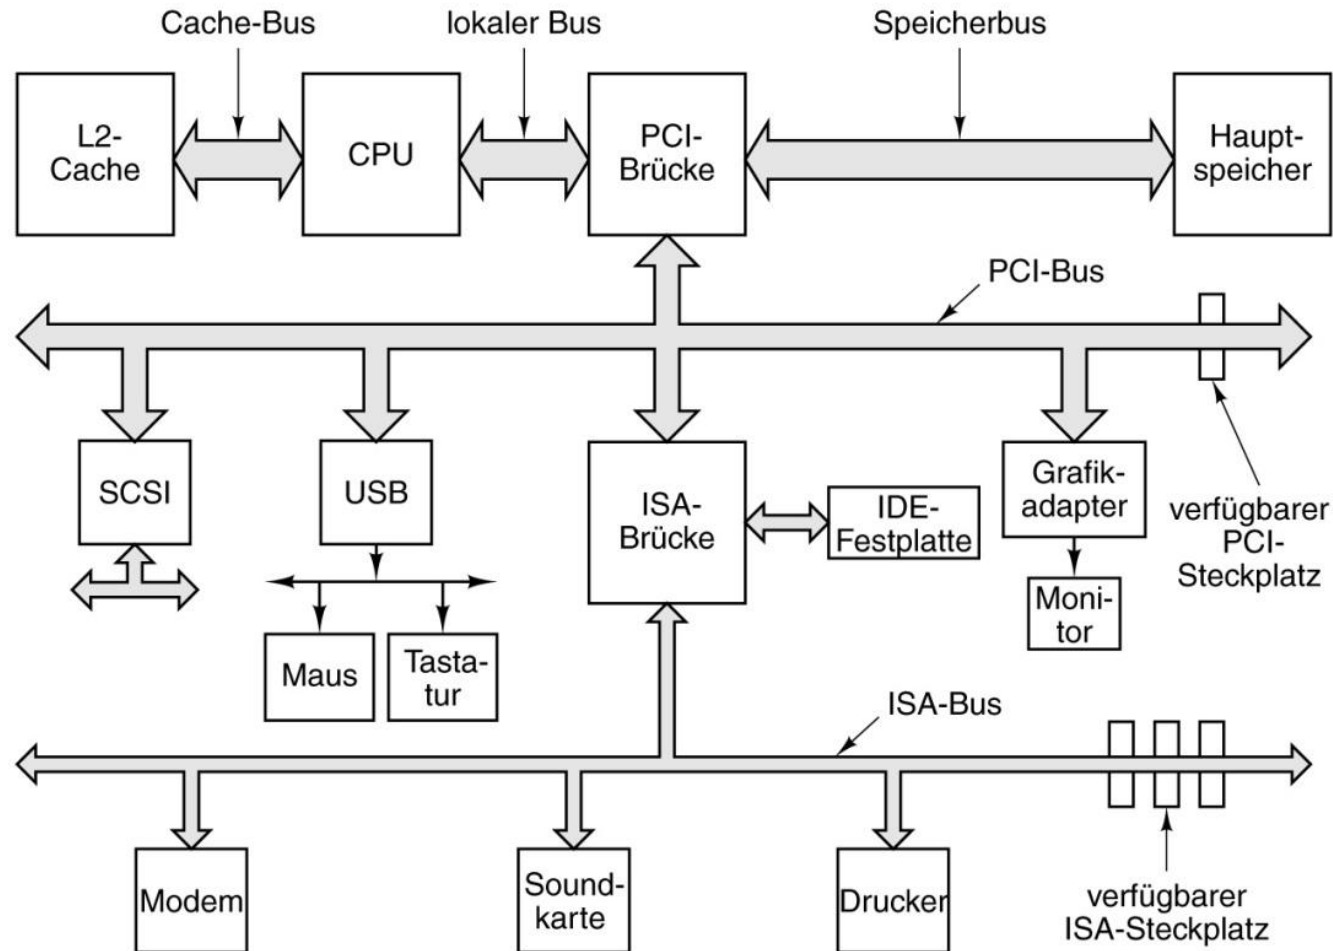 Cache-Bus
lokaler Bus
Speicherbus
L2-
Cache
CPU
PCI-
Brücke
Haupt-
speicher
PCI-Bus
SCSI
USB
ISA-
Brücke
IDE-
Festplatte
Grafik-
adapter
verfügbarer
PCI-
Steckplatz
Moni-
tor
Maus
Tasta-
tur
ISA-Bus
Modem
Sound-
karte
Drucker
verfügbarer
ISA-Steckplatz